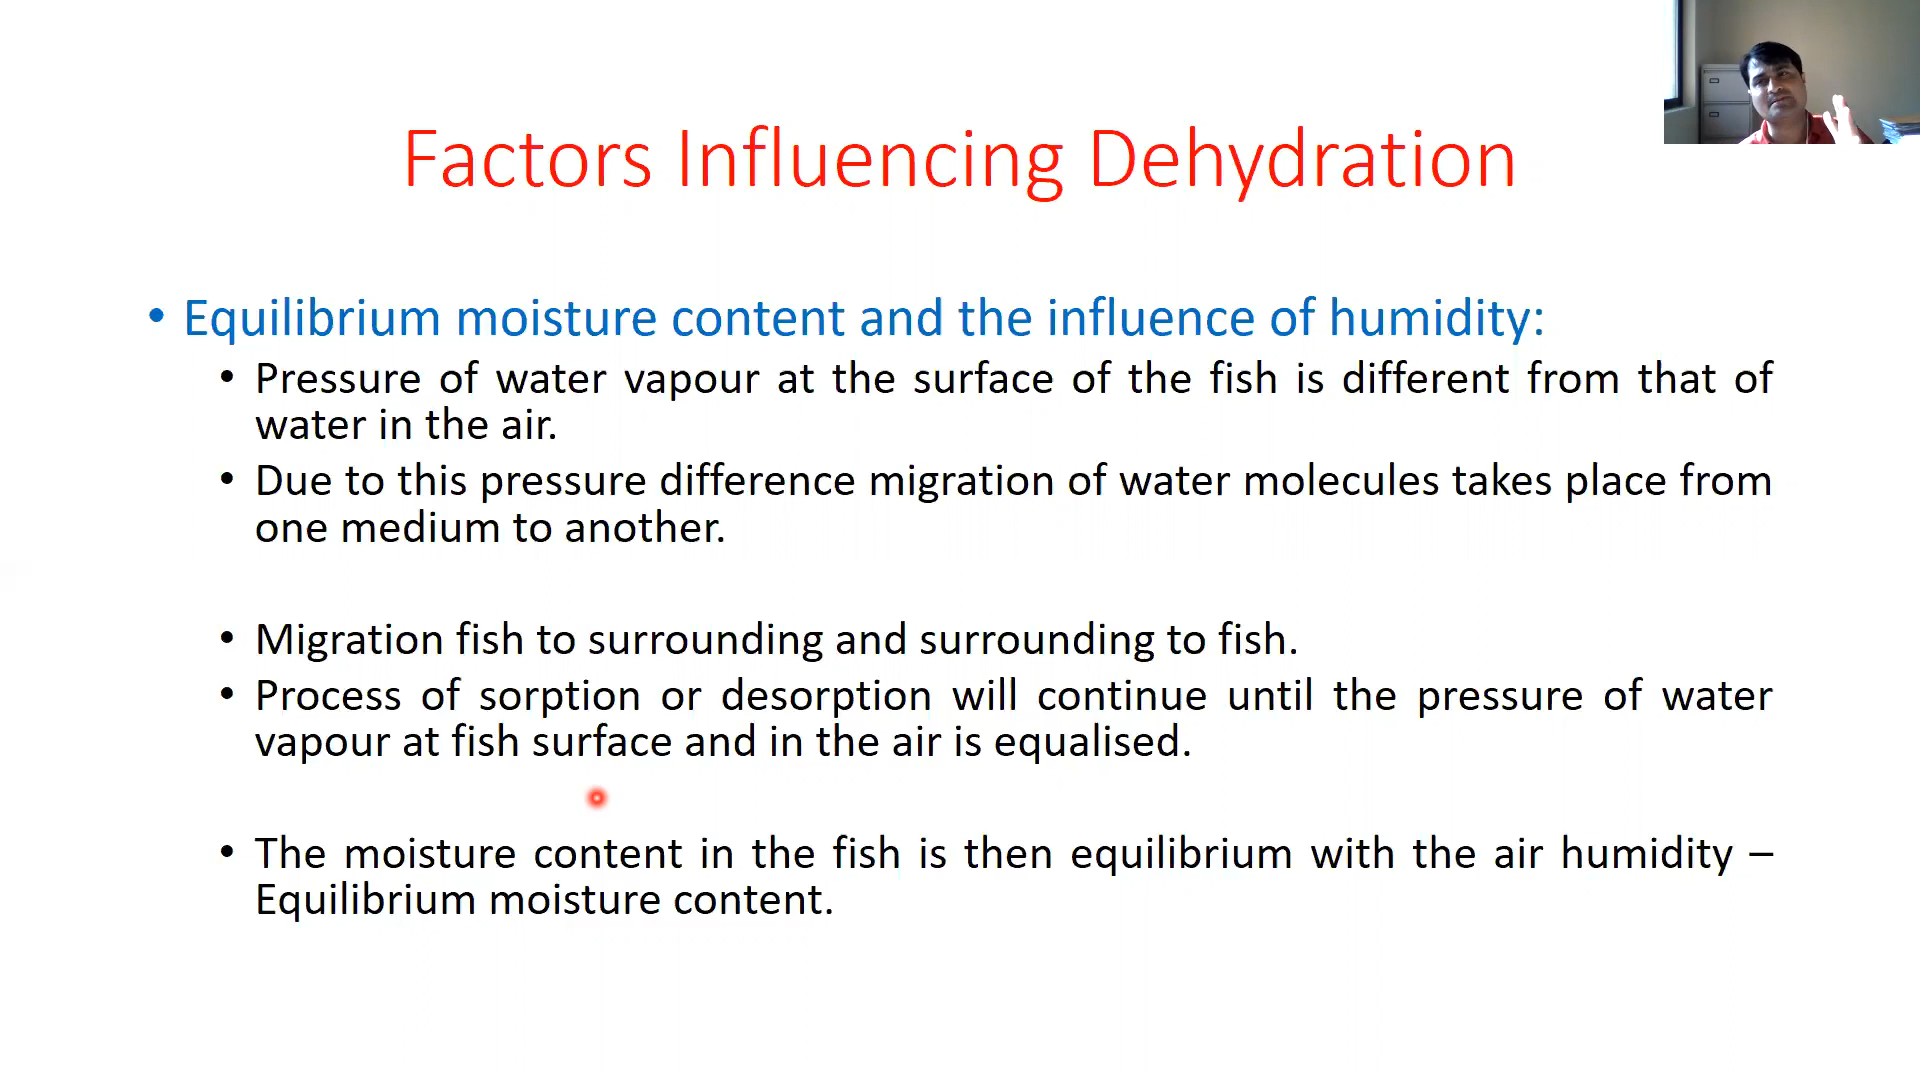 Factors Influencing Dehydration
• Equilibrium moisture content and the influence of humidity:
• Pressure of water vapour at the surface of the fish is different from that of
water in the air.
• Due to this pressure difference migration of water molecules takes place from
one medium to another.
• Migration fish to surrounding and surrounding to fish.
• Process of sorption or desorption will continue until the pressure of water
vapour at fish surface and in the air is equalised.
• The moisture content in the fish is then equilibrium with the air humidity –
Equilibrium moisture content.